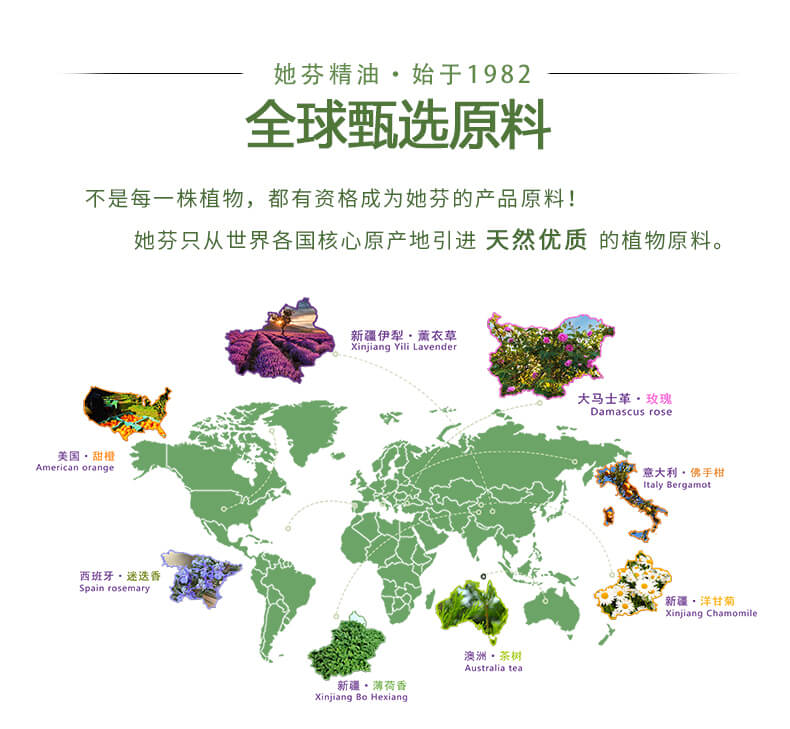 她芬精油·始于1982
全球甄选原料
不是每一株植物，都有资格成为她芬的产品原料！
她芬只从世界各国核心原产地引进 天然优质 的植物原料。
新疆伊犁·薰衣草
Xinjiang Yili Lavender
大马士革·玫瑰
Damascus rose
美国·甜橙
American orange
意大利·佛手柑
Italy Bergamot
西班牙·迷迭香
Spain rosemary
新疆·洋甘菊
Xinjiang Chamomile
澳洲·茶树
Australia tea
新疆·薄荷香
Xinjiang Bo Hexiang